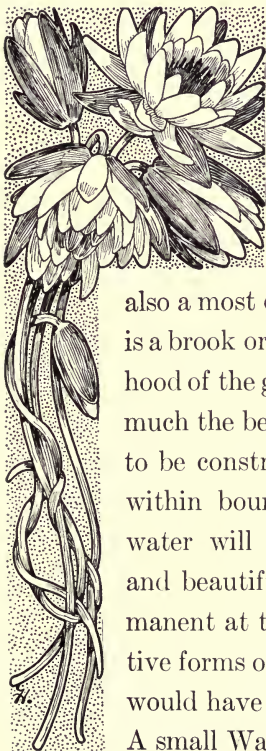 also a most
is a brook or
hood of the g
much the be
to be constr
within boun
water will
and beautif
manent at t
tive forms o
would have
A small Wa